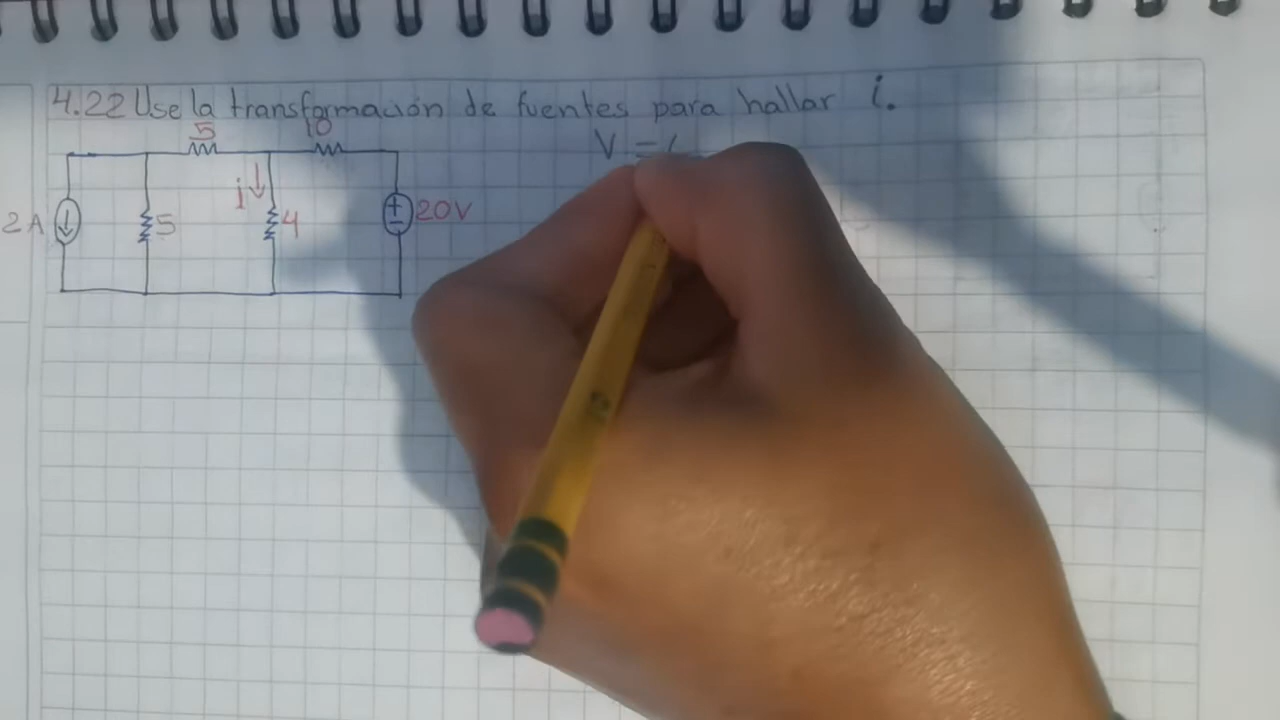 4.22 Use la transformación de fuentes para hallar i.
V =
5 10
i
2A 5 4 + - 20V